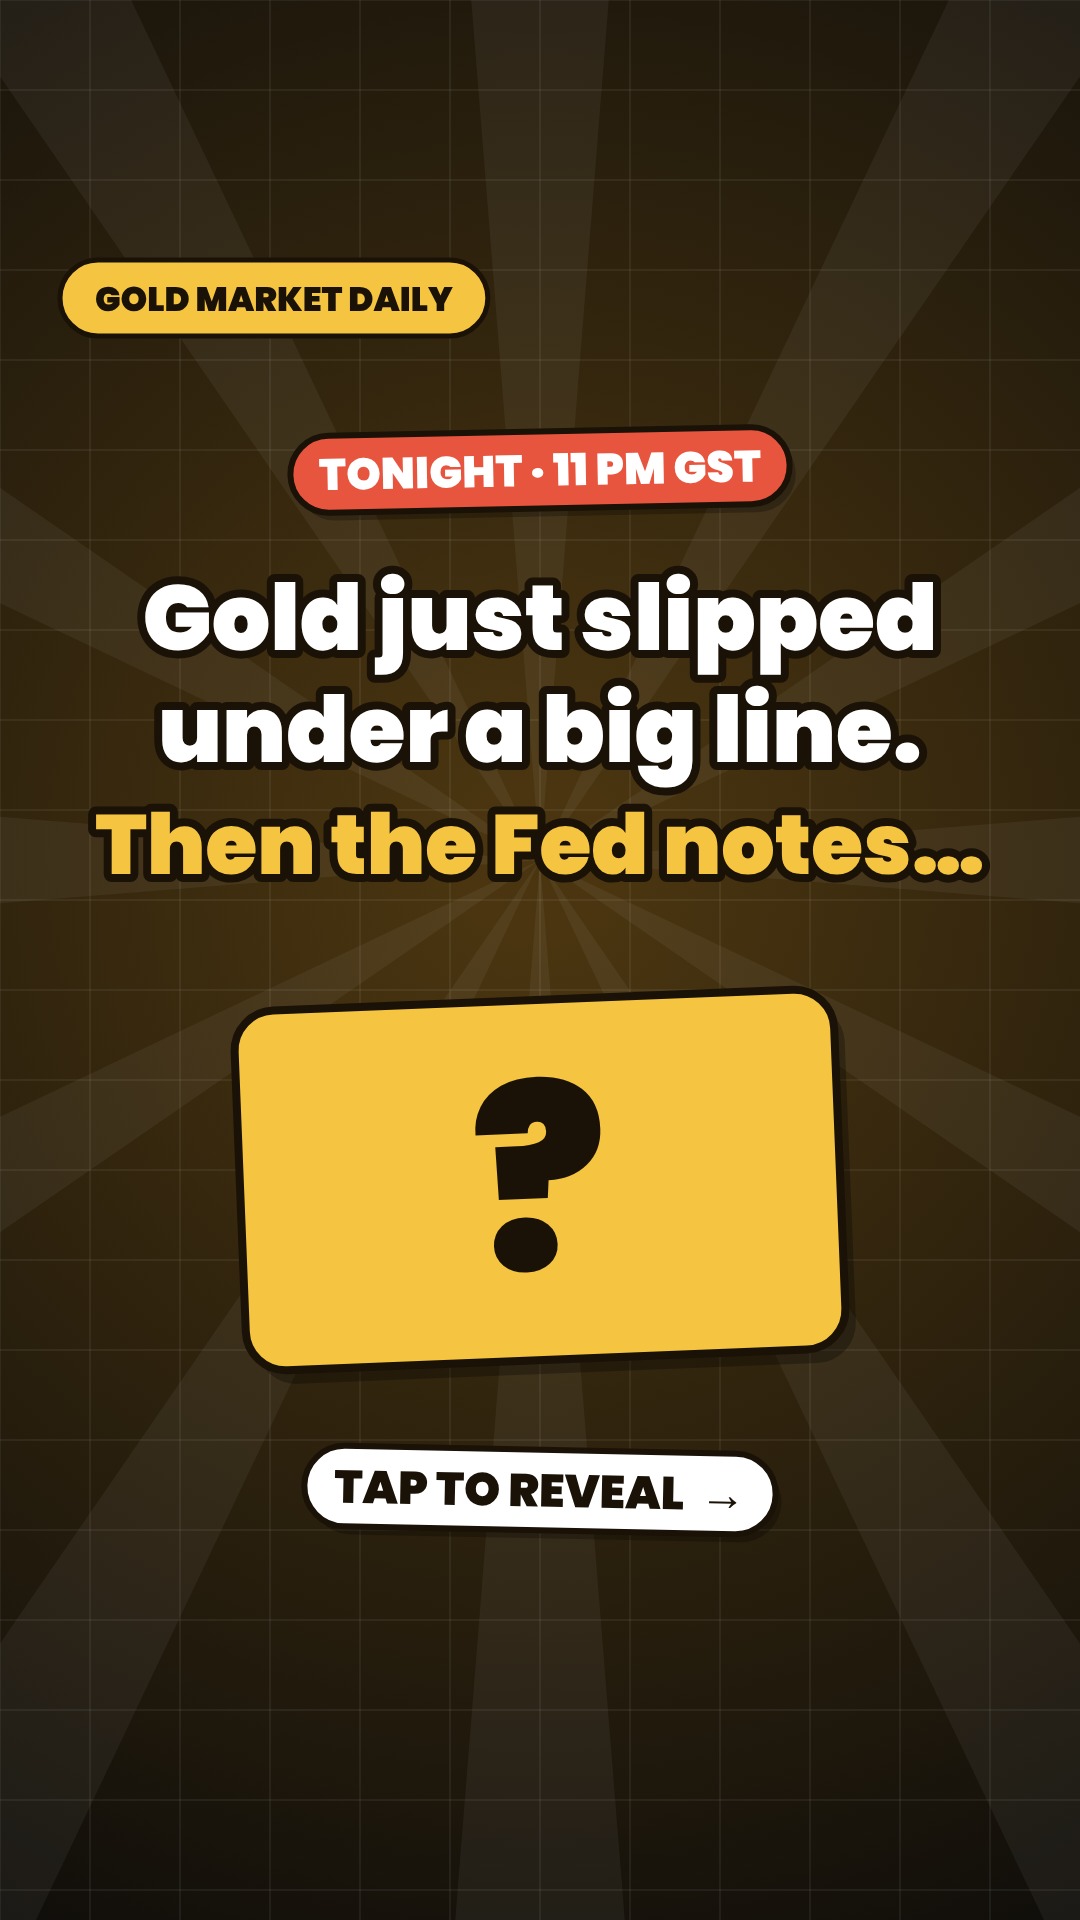 GOLD MARKET DAILY
TONIGHT · 11 PM GST
Gold just slipped
under a big line.
Then the Fed notes...
?
TAP TO REVEAL →